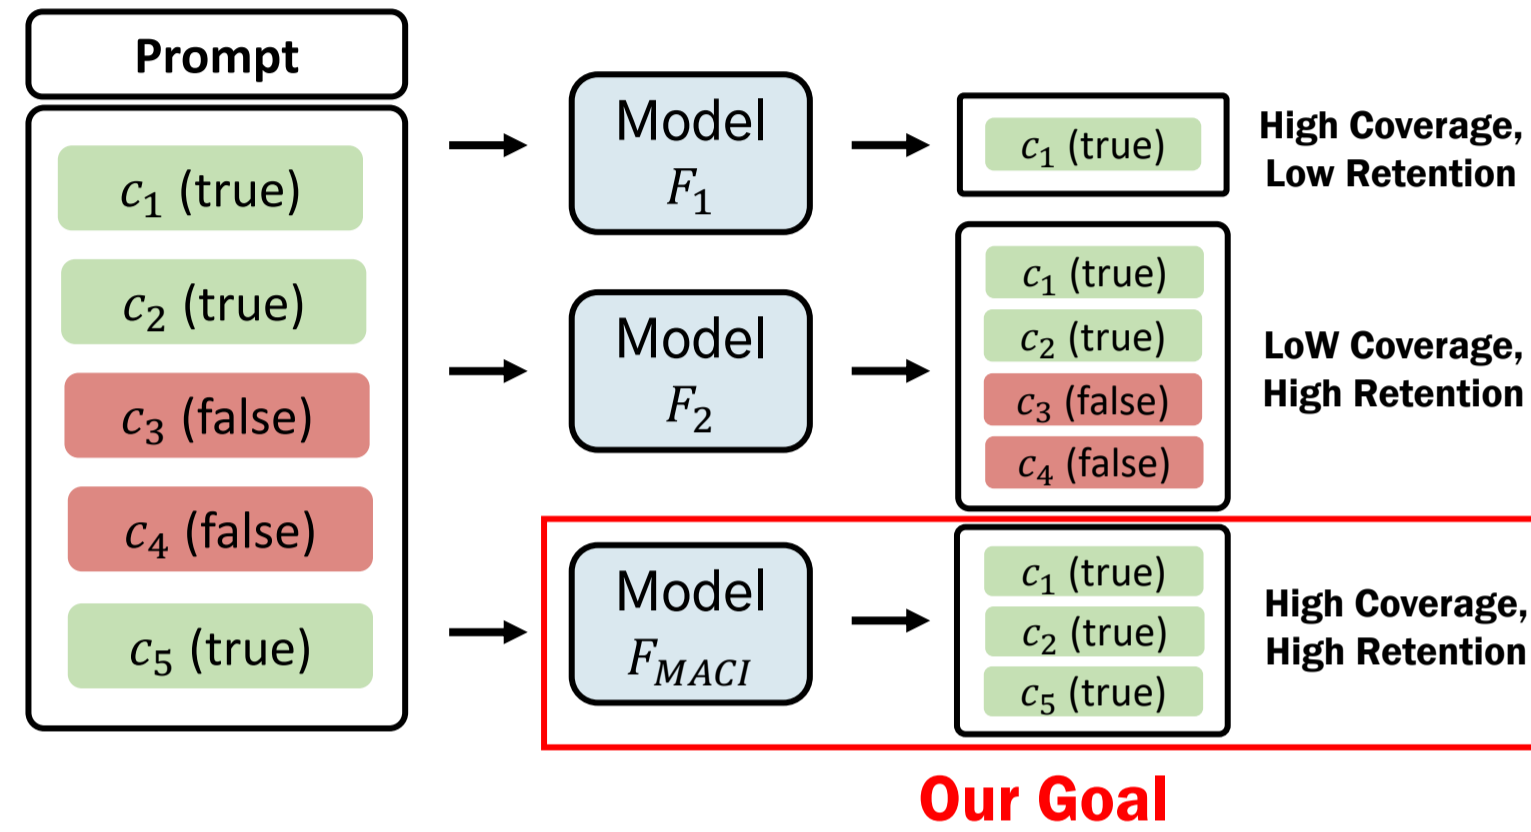 Prompt
c₁ (true)
c₂ (true)
c₃ (false)
c₄ (false)
c₅ (true)
Model
F₁
c₁ (true)
High Coverage,
Low Retention
Model
F₂
c₁ (true)
c₂ (true)
c₃ (false)
c₄ (false)
LoW Coverage,
High Retention
Model
F_MACI
c₁ (true)
c₂ (true)
c₅ (true)
High Coverage,
High Retention
Our Goal